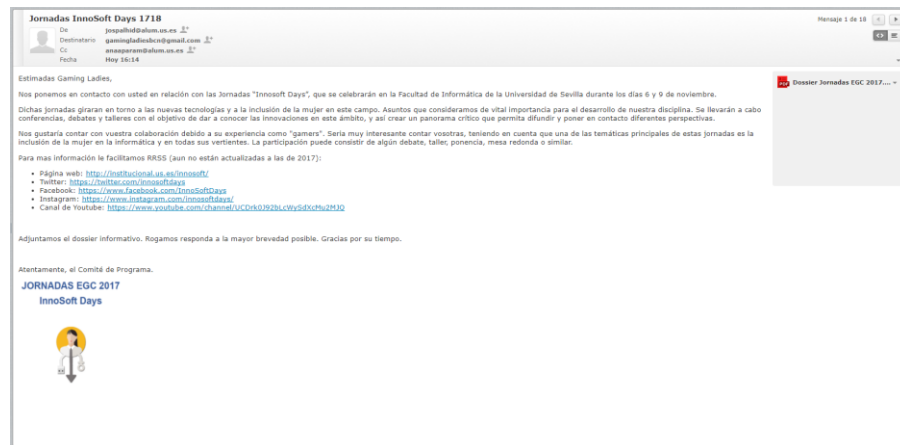 Jornadas InnoSoft Days 1718
Mensaje 1 de 18
De jospalhid@alum.us.es
Destinatario gamingladiesbcn@gmail.com
Cc anaaparam@alum.us.es
Fecha Hoy 16:14
Estimadas Gaming Ladies,
Nos ponemos en contacto con usted en relación con las Jornadas "Innosoft Days", que se celebrarán en la Facultad de Informática de la Universidad de Sevilla durante los días 6 y 9 de noviembre.
Dichas jornadas giraran en torno a las nuevas tecnologías y a la inclusión de la mujer en este campo. Asuntos que consideramos de vital importancia para el desarrollo de nuestra disciplina. Se llevarán a cabo
conferencias, debates y talleres con el objetivo de dar a conocer las innovaciones en este ámbito, y así crear un panorama crítico que permita difundir y poner en contacto diferentes perspectivas.
Nos gustaría contar con vuestra colaboración debido a su experiencia como "gamers". Sería muy interesante contar vosotras, teniendo en cuenta que una de las temáticas principales de estas jornadas es la
inclusión de la mujer en la informática y en todas sus vertientes. La participación puede consistir de algún debate, taller, ponencia, mesa redonda o similar.
Para mas información le facilitamos RRSS (aun no están actualizadas a las de 2017):
• Página web: http://institucional.us.es/innosoft/
• Twitter: https://twitter.com/innosoftdays
• Facebook: https://www.facebook.com/InnoSoftDays
• Instagram: https://www.instagram.com/innosoftdays/
• Canal de Youtube: https://www.youtube.com/channel/UCDrk0J92bLcWySdXcMu2MJQ
Adjuntamos el dossier informativo. Rogamos responda a la mayor brevedad posible. Gracias por su tiempo.
Atentamente, el Comité de Programa.
JORNADAS EGC 2017
InnoSoft Days
PDF Dossier Jornadas EGC 2017....